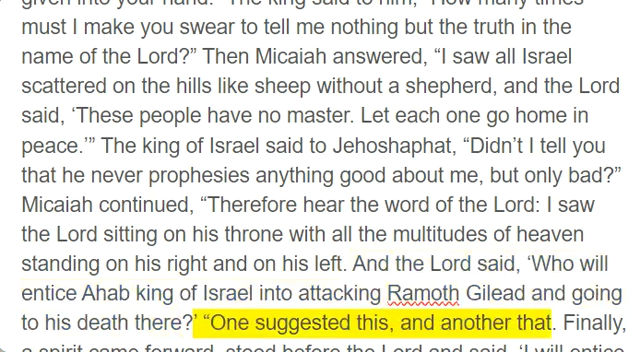 given into your hand." The king said to him, "How many times
must I make you swear to tell me nothing but the truth in the
name of the Lord?" Then Micaiah answered, "I saw all Israel
scattered on the hills like sheep without a shepherd, and the Lord
said, ‘These people have no master. Let each one go home in
peace.’” The king of Israel said to Jehoshaphat, “Didn’t I tell you
that he never prophesies anything good about me, but only bad?”
Micaiah continued, “Therefore hear the word of the Lord: I saw
the Lord sitting on his throne with all the multitudes of heaven
standing on his right and on his left. And the Lord said, ‘Who will
entice Ahab king of Israel into attacking Ramoth Gilead and going
to his death there?’ “One suggested this, and another that. Finally,
a spirit came forward, stood before the Lord and said, ‘I will entice